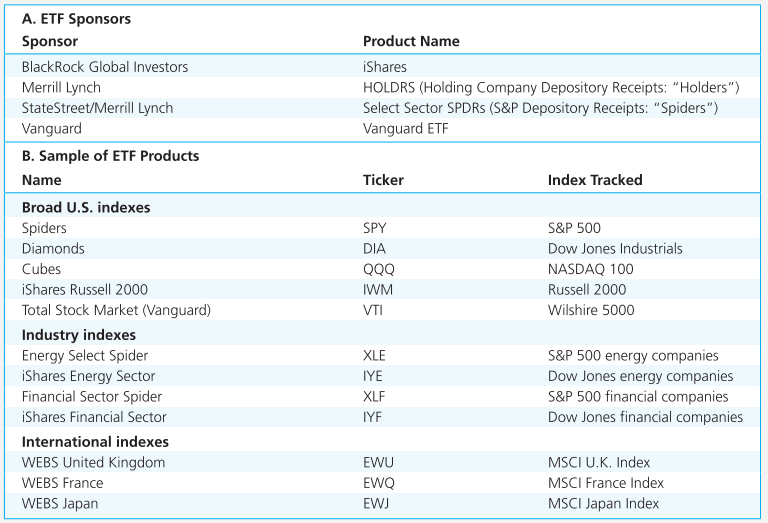 A. ETF Sponsors
Sponsor Product Name
BlackRock Global Investors iShares
Merrill Lynch HOLDRS (Holding Company Depository Receipts: “Holders”)
StateStreet/Merrill Lynch Select Sector SPDRs (S&P Depository Receipts: “Spiders”)
Vanguard Vanguard ETF
B. Sample of ETF Products
Name Ticker Index Tracked
Broad U.S. indexes
Spiders SPY S&P 500
Diamonds DIA Dow Jones Industrials
Cubes QQQ NASDAQ 100
iShares Russell 2000 IWM Russell 2000
Total Stock Market (Vanguard) VTI Wilshire 5000
Industry indexes
Energy Select Spider XLE S&P 500 energy companies
iShares Energy Sector IYE Dow Jones energy companies
Financial Sector Spider XLF S&P 500 financial companies
iShares Financial Sector IYF Dow Jones financial companies
International indexes
WEBS United Kingdom EWU MSCI U.K. Index
WEBS France EWQ MSCI France Index
WEBS Japan EWJ MSCI Japan Index